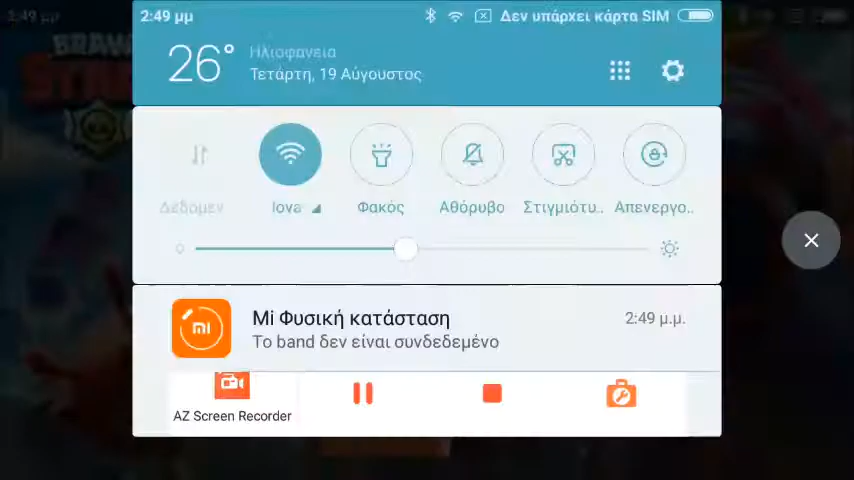 2:49 μμ
Δεν υπάρχει κάρτα SIM
26°
Ηλιοφάνεια
Τετάρτη, 19 Αύγουστος
Δεδομεν
Iova
Φακός
Αθόρυβο
Στιγμιότυ..
Απενεργο..
Mi Φυσική κατάσταση
2:49 μ.μ.
Το band δεν είναι συνδεδεμένο
AZ Screen Recorder